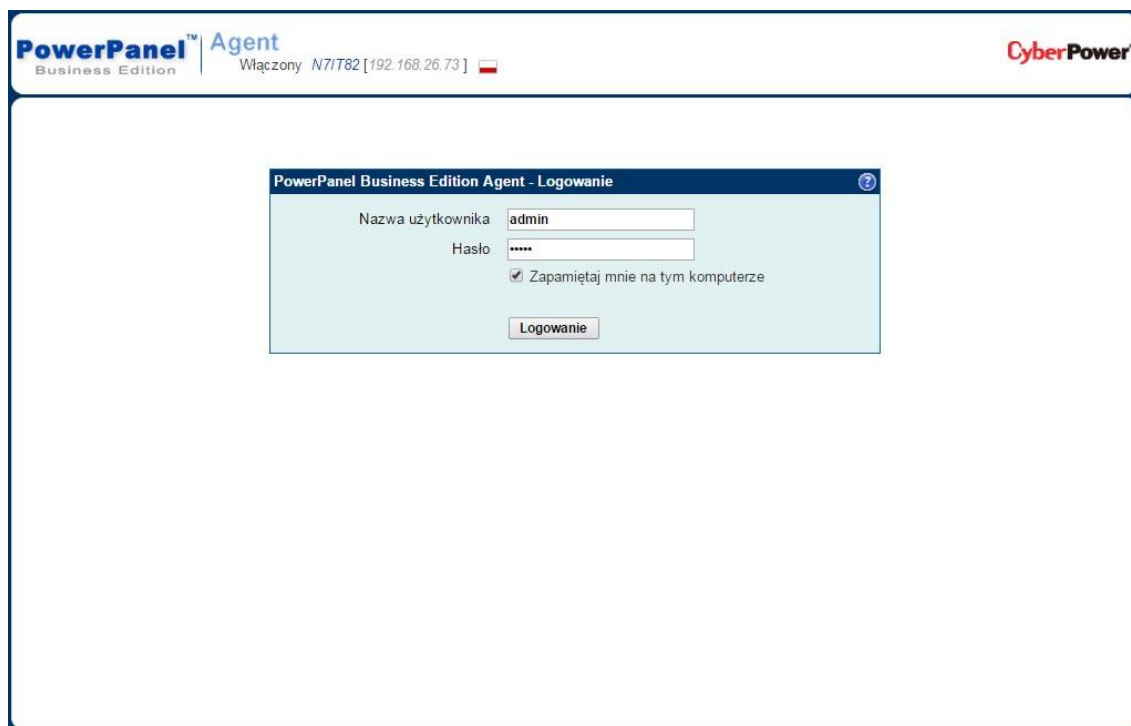 PowerPanel™ Agent
Business Edition
Włączony N7IT82 [192.168.26.73 ]
CyberPower
PowerPanel Business Edition Agent - Logowanie
?
Nazwa użytkownika admin
Hasło •••••
Zapamiętaj mnie na tym komputerze
Logowanie